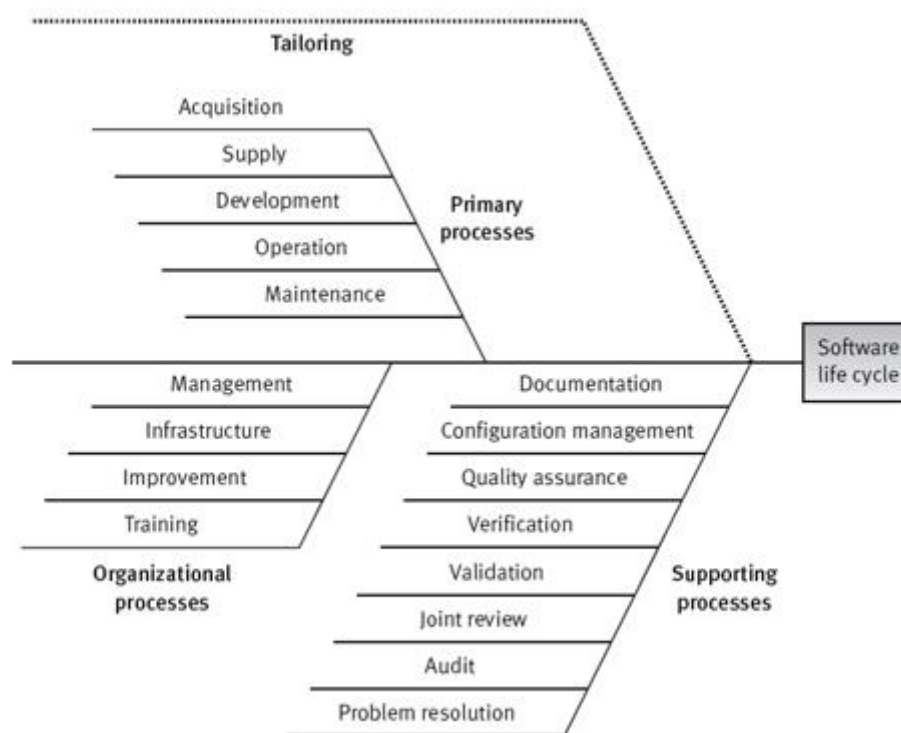 Tailoring
Acquisition
Supply
Development
Operation
Maintenance
Primary
processes
Software
life cycle
Management
Infrastructure
Improvement
Training
Organizational
processes
Documentation
Configuration management
Quality assurance
Verification
Validation
Joint review
Audit
Problem resolution
Supporting
processes